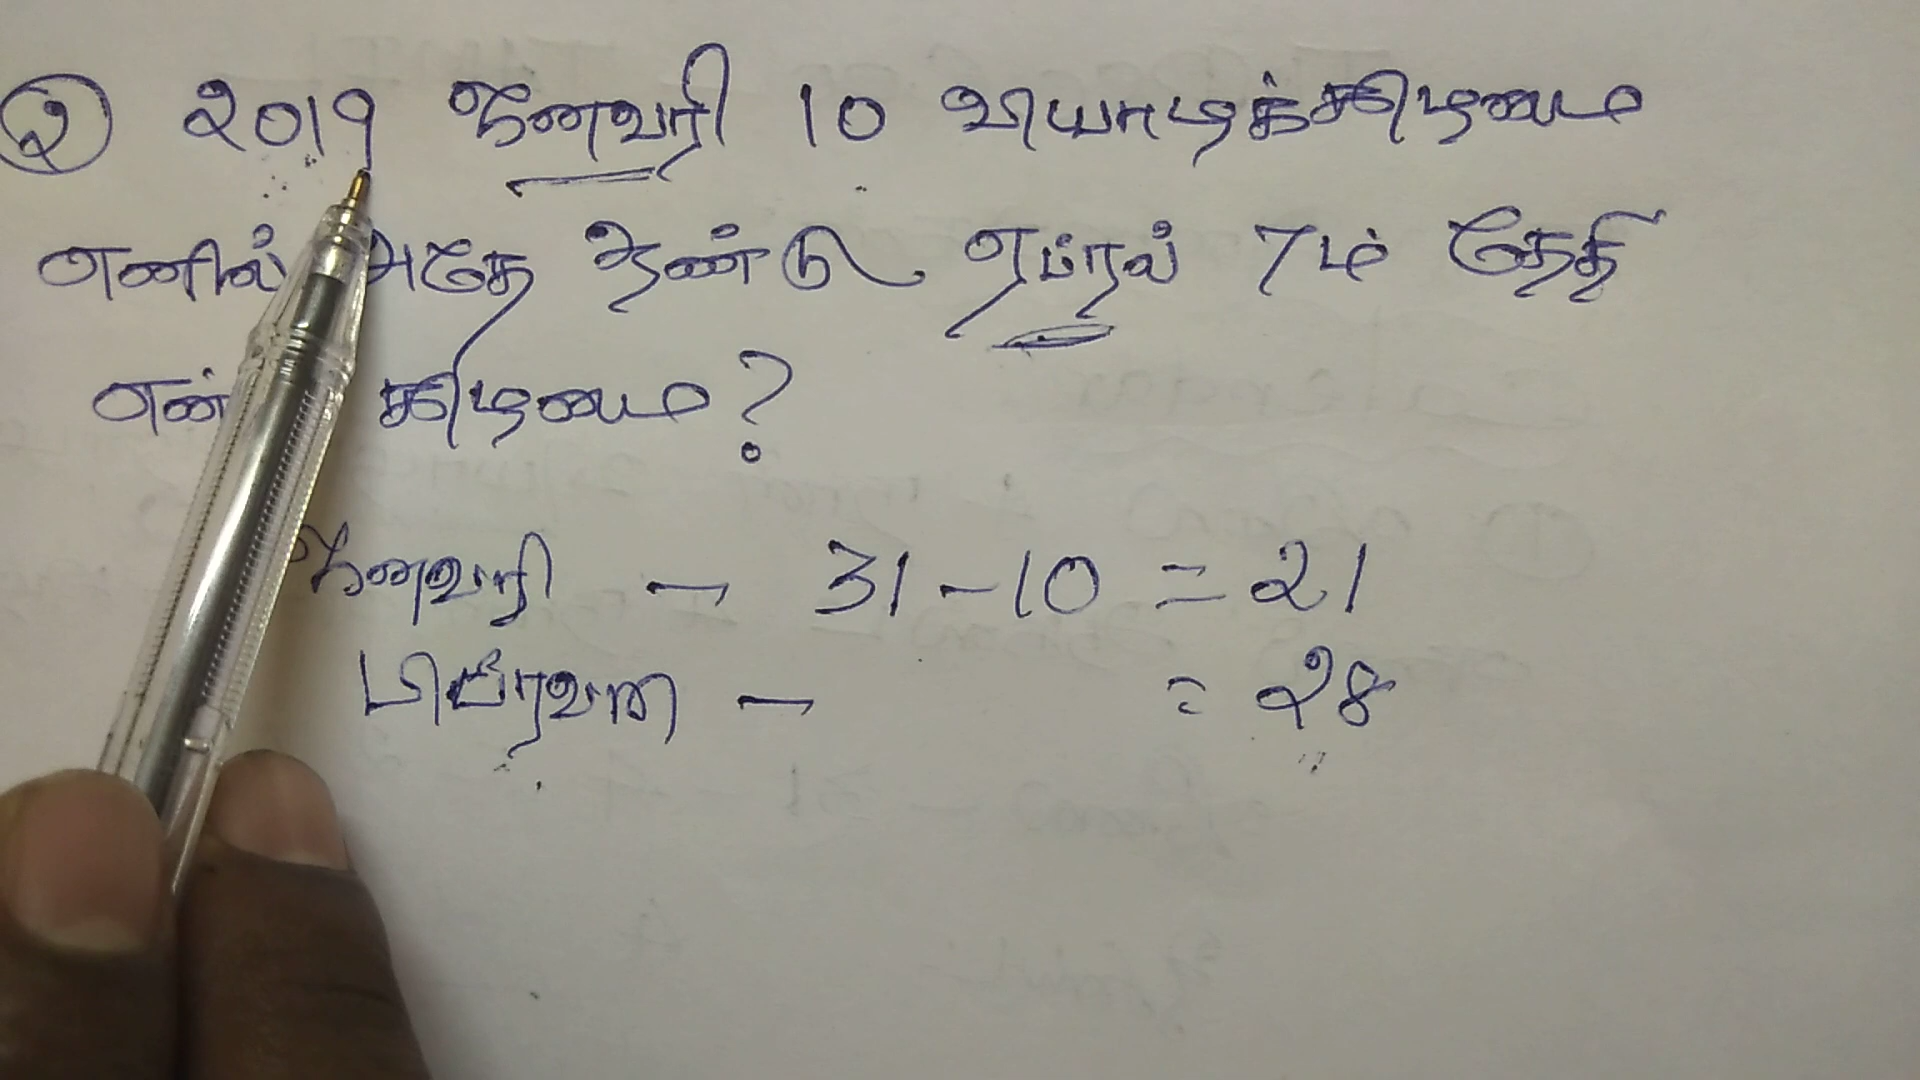 ② 2019 ஜனவரி 10 வியாழக்கிழமை
எனில் அதே ஆண்டு ஏப்ரல் 7ம் தேதி
என் கிழமை?
ஜனவரி - 31 - 10 = 21
பிப்ரவரி - = 28